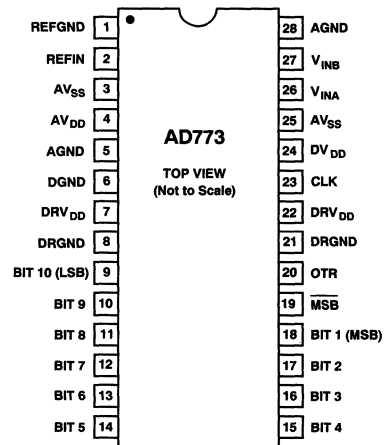 REFGND 1 28 AGND
REFIN 2 27 VINB
AVSS 3 26 VINA
AVDD 4 25 AVSS
AD773
AGND 5 24 DVDD
TOP VIEW
DGND 6 23 CLK
(Not to Scale)
DRVDD 7 22 DRVDD
DRGND 8 21 DRGND
BIT 10 (LSB) 9 20 OTR
BIT 9 10 19 MSB
BIT 8 11 18 BIT 1 (MSB)
BIT 7 12 17 BIT 2
BIT 6 13 16 BIT 3
BIT 5 14 15 BIT 4